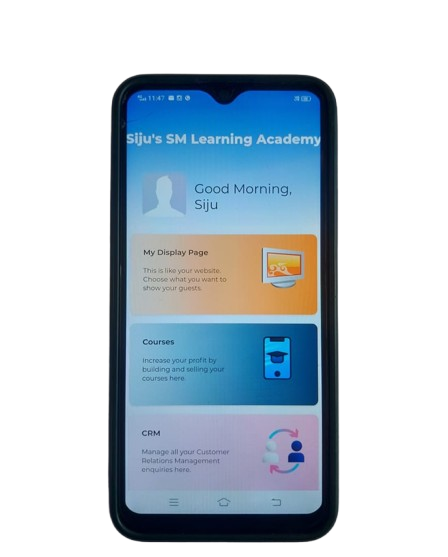 11:47
Siju's SM Learning Academy
Good Morning,
Siju
My Display Page
This is like your website.
Choose what you want to
show your guests.
Courses
Increase your profit by
building and selling your
courses here.
CRM
Manage all your Customer
Relations Management
enquiries here.